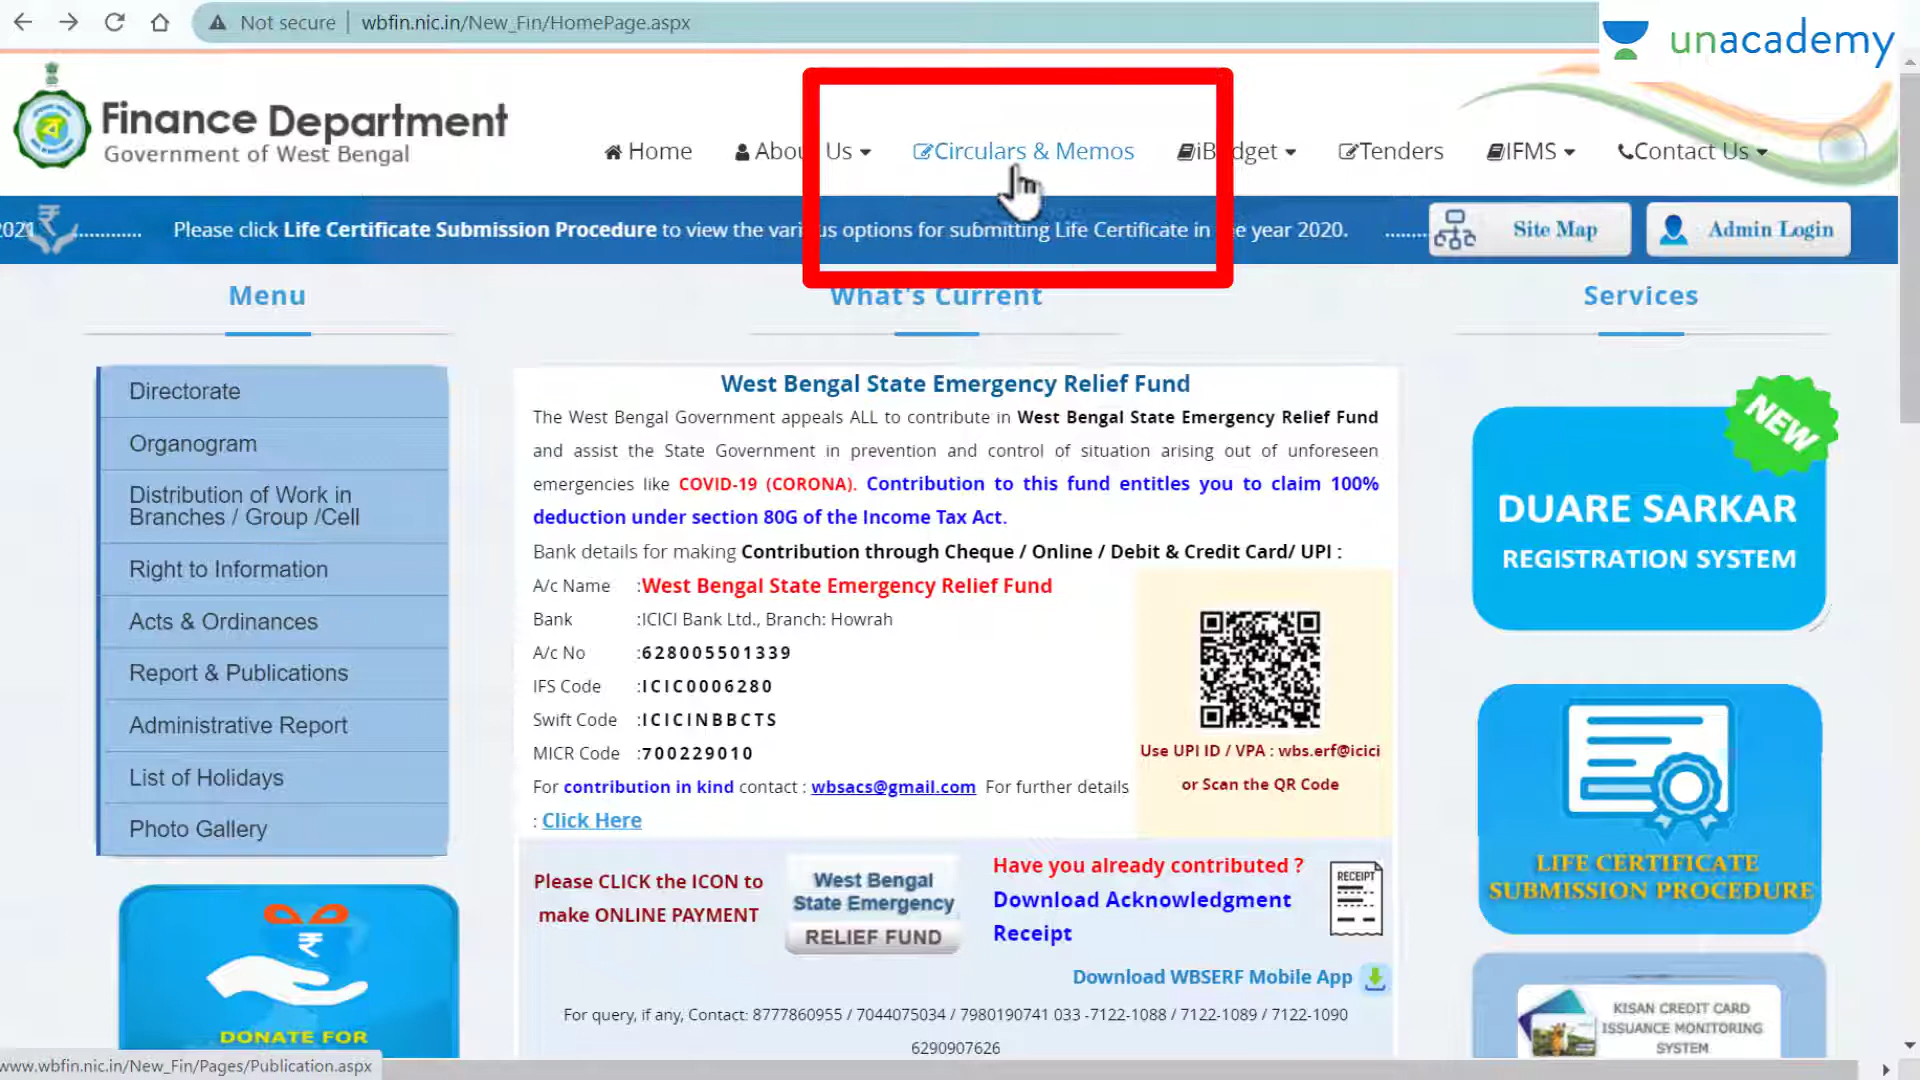 Not secure | wbfin.nic.in/New_Fin/HomePage.aspx
unacademy
Finance Department
Government of West Bengal
Home
About Us
Circulars & Memos
iBudget
Tenders
IFMS
Contact Us
2021 ............. Please click Life Certificate Submission Procedure to view the various options for submitting Life Certificate in the year 2020. ........
Site Map
Admin Login
Menu
Directorate
Organogram
Distribution of Work in
Branches / Group /Cell
Right to Information
Acts & Ordinances
Report & Publications
Administrative Report
List of Holidays
Photo Gallery
DONATE FOR
What's Current
West Bengal State Emergency Relief Fund
The West Bengal Government appeals ALL to contribute in West Bengal State Emergency Relief Fund
and assist the State Government in prevention and control of situation arising out of unforeseen
emergencies like COVID-19 (CORONA). Contribution to this fund entitles you to claim 100%
deduction under section 80G of the Income Tax Act.
Bank details for making Contribution through Cheque / Online / Debit & Credit Card/ UPI :
A/c Name :West Bengal State Emergency Relief Fund
Bank :ICICI Bank Ltd., Branch: Howrah
A/c No :628005501339
IFS Code :ICIC0006280
Swift Code :ICICINBBCTS
MICR Code :700229010
Use UPI ID / VPA : wbs.erf@icici
or Scan the QR Code
For contribution in kind contact : wbsacs@gmail.com For further details
: Click Here
Please CLICK the ICON to
make ONLINE PAYMENT
West Bengal
State Emergency
RELIEF FUND
Have you already contributed ?
Download Acknowledgment
Receipt
RECEIPT
Download WBSERF Mobile App
For query, if any, Contact: 8777860955 / 7044075034 / 7980190741 033 -7122-1088 / 7122-1089 / 7122-1090
6290907626
Services
NEW
DUARE SARKAR
REGISTRATION SYSTEM
LIFE CERTIFICATE
SUBMISSION PROCEDURE
KISAN CREDIT CARD
ISSUANCE MONITORING
SYSTEM
www.wbfin.nic.in/New_Fin/Pages/Publication.aspx